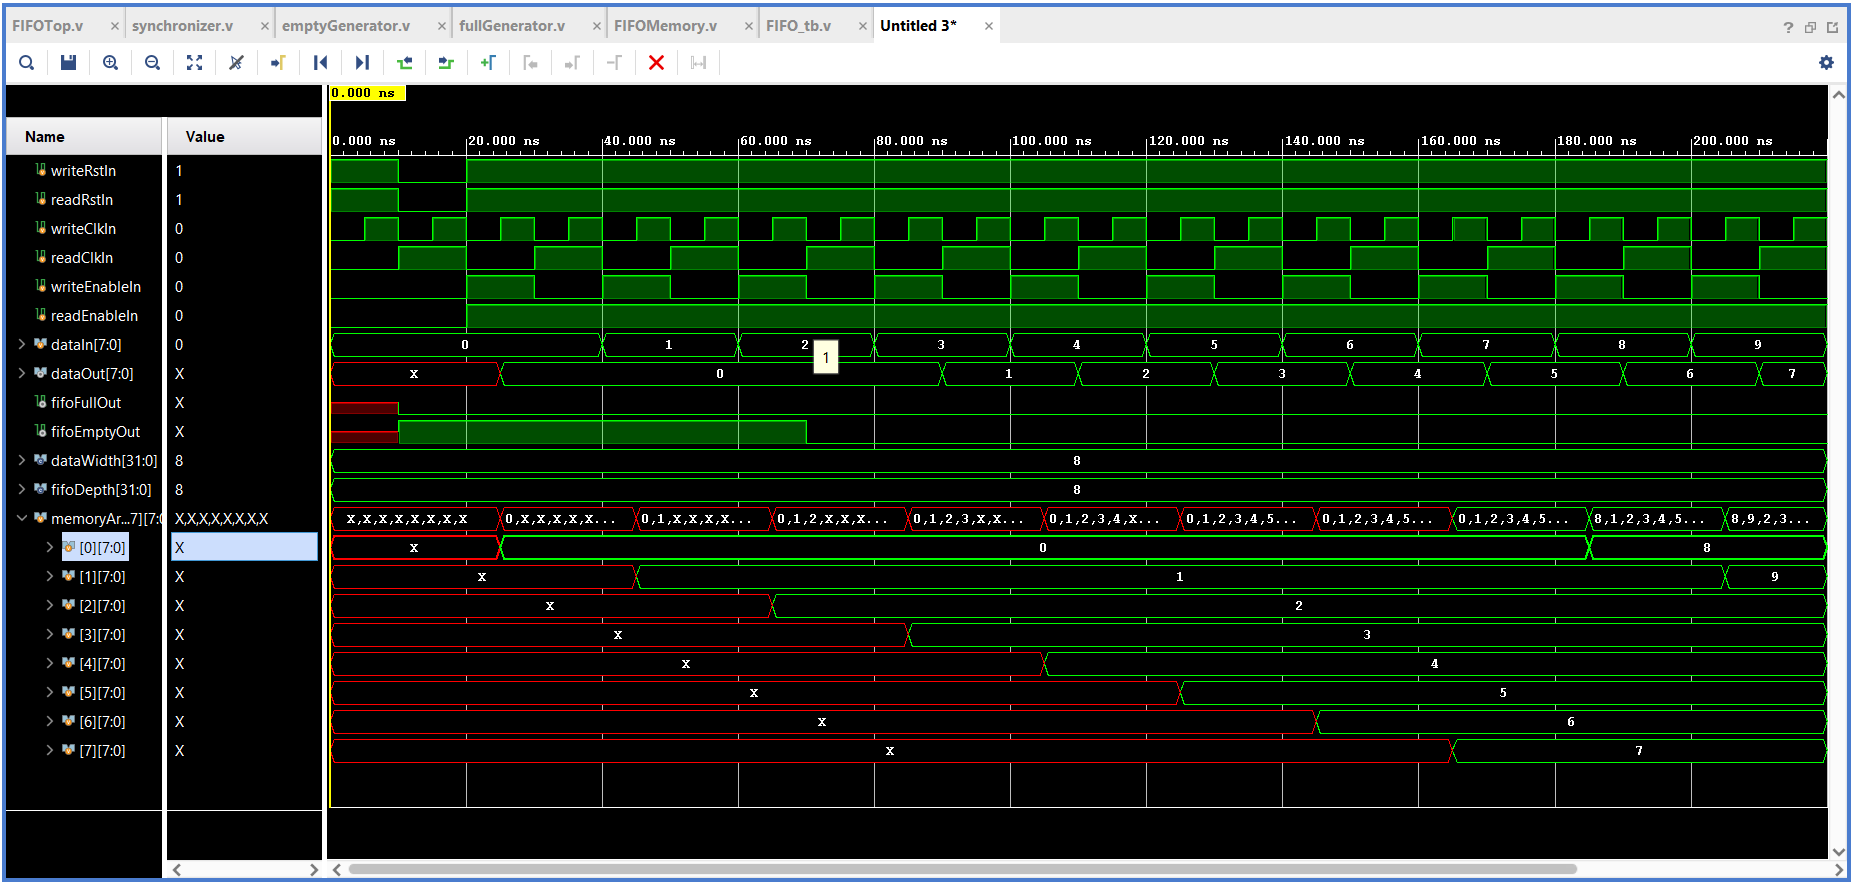 FIFOTop.v × synchronizer.v × emptyGenerator.v × fullGenerator.v × FIFOMemory.v × FIFO_tb.v × Untitled 3* × ?
0.000 ns
Name Value 0.000 ns 20.000 ns 40.000 ns 60.000 ns 80.000 ns 100.000 ns 120.000 ns 140.000 ns 160.000 ns 180.000 ns 200.000 ns
writeRstIn 1
readRstIn 1
writeClkIn 0
readClkIn 0
writeEnableIn 0
readEnableIn 0
dataIn[7:0] 0 0 1 2 3 4 5 6 7 8 9
1
dataOut[7:0] X X 0 1 2 3 4 5 6 7
fifoFullOut X
fifoEmptyOut X
dataWidth[31:0] 8 8
fifoDepth[31:0] 8 8
memoryAr...7][7:0 X,X,X,X,X,X,X,X X,X,X,X,X,X,X,X 0,X,X,X,X... 0,1,X,X,X... 0,1,2,X,X... 0,1,2,3,X... 0,1,2,3,4,X... 0,1,2,3,4,5... 0,1,2,3,4,5... 0,1,2,3,4,5... 8,1,2,3,4,5... 8,9,2,3...
[0][7:0] X X 0 8
[1][7:0] X X 1 9
[2][7:0] X X 2
[3][7:0] X X 3
[4][7:0] X X 4
[5][7:0] X X 5
[6][7:0] X X 6
[7][7:0] X X 7